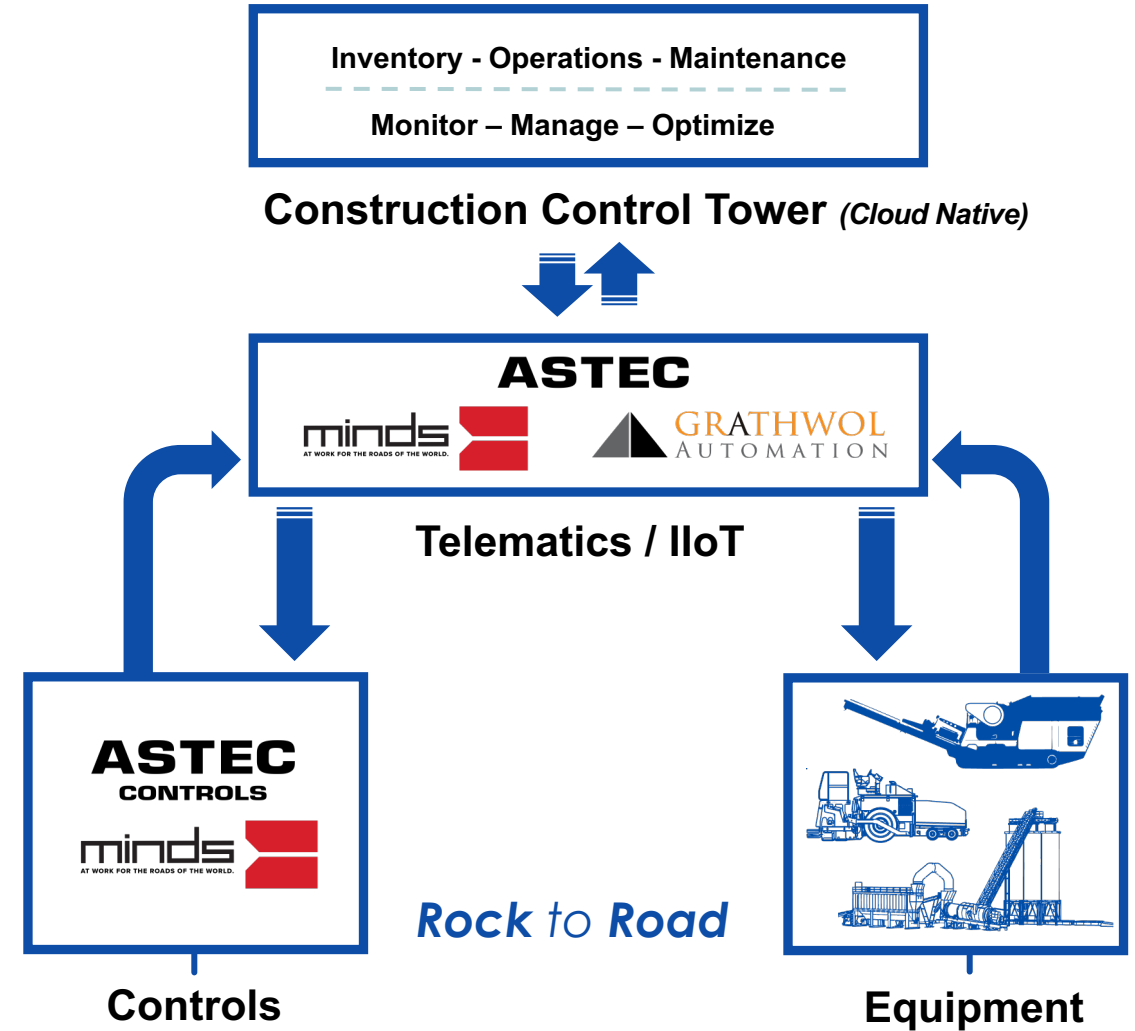 Inventory - Operations - Maintenance
Monitor – Manage – Optimize
Construction Control Tower (Cloud Native)
ASTEC
minds
AT WORK FOR THE ROADS OF THE WORLD.
GRATHWOL
AUTOMATION
Telematics / IIoT
ASTEC
CONTROLS
minds
AT WORK FOR THE ROADS OF THE WORLD.
Rock to Road
Controls
Equipment